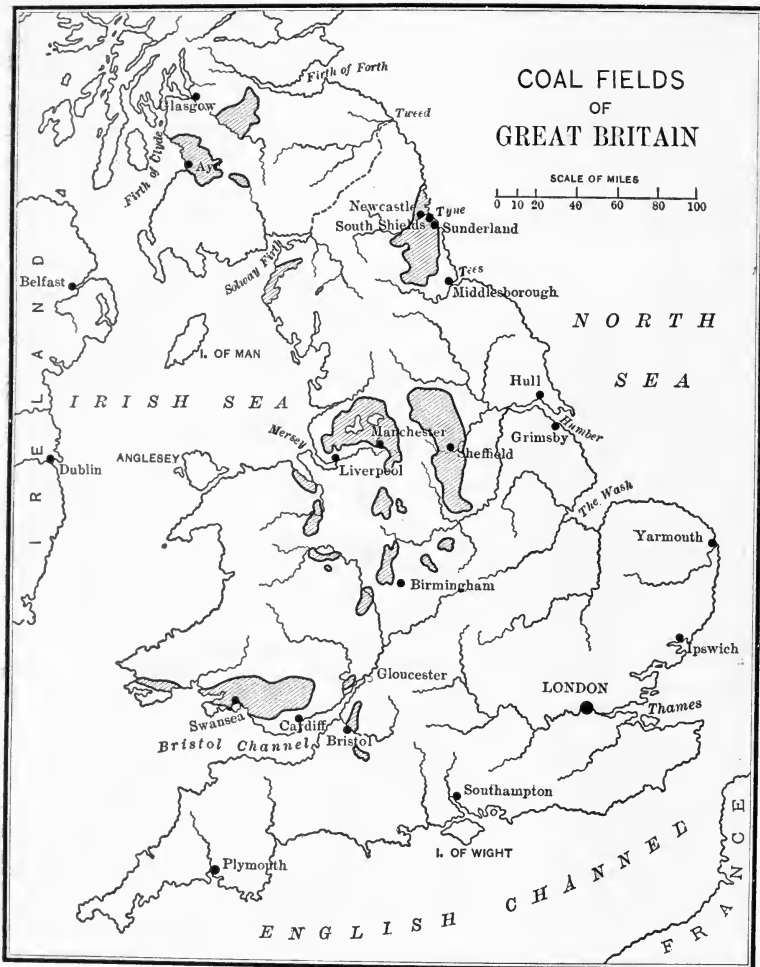 COAL FIELDS
OF
GREAT BRITAIN
SCALE OF MILES
0 10 20 40 60 80 100
Firth of Forth
Glasgow
Tweed
Firth of Clyde
Ayr
Newcastle
Tyne
South Shields
Sunderland
Solway Firth
Tees
Middlesborough
Belfast
IRELAND
I. OF MAN
NORTH
SEA
IRISH SEA
Hull
Humber
Grimsby
Mersey
Manchester
Sheffield
Liverpool
ANGLESEY
Dublin
The Wash
Yarmouth
Birmingham
Ipswich
Gloucester
LONDON
Thames
Swansea
Cardiff
Bristol
Bristol Channel
Southampton
I. OF WIGHT
Plymouth
ENGLISH CHANNEL
FRANCE